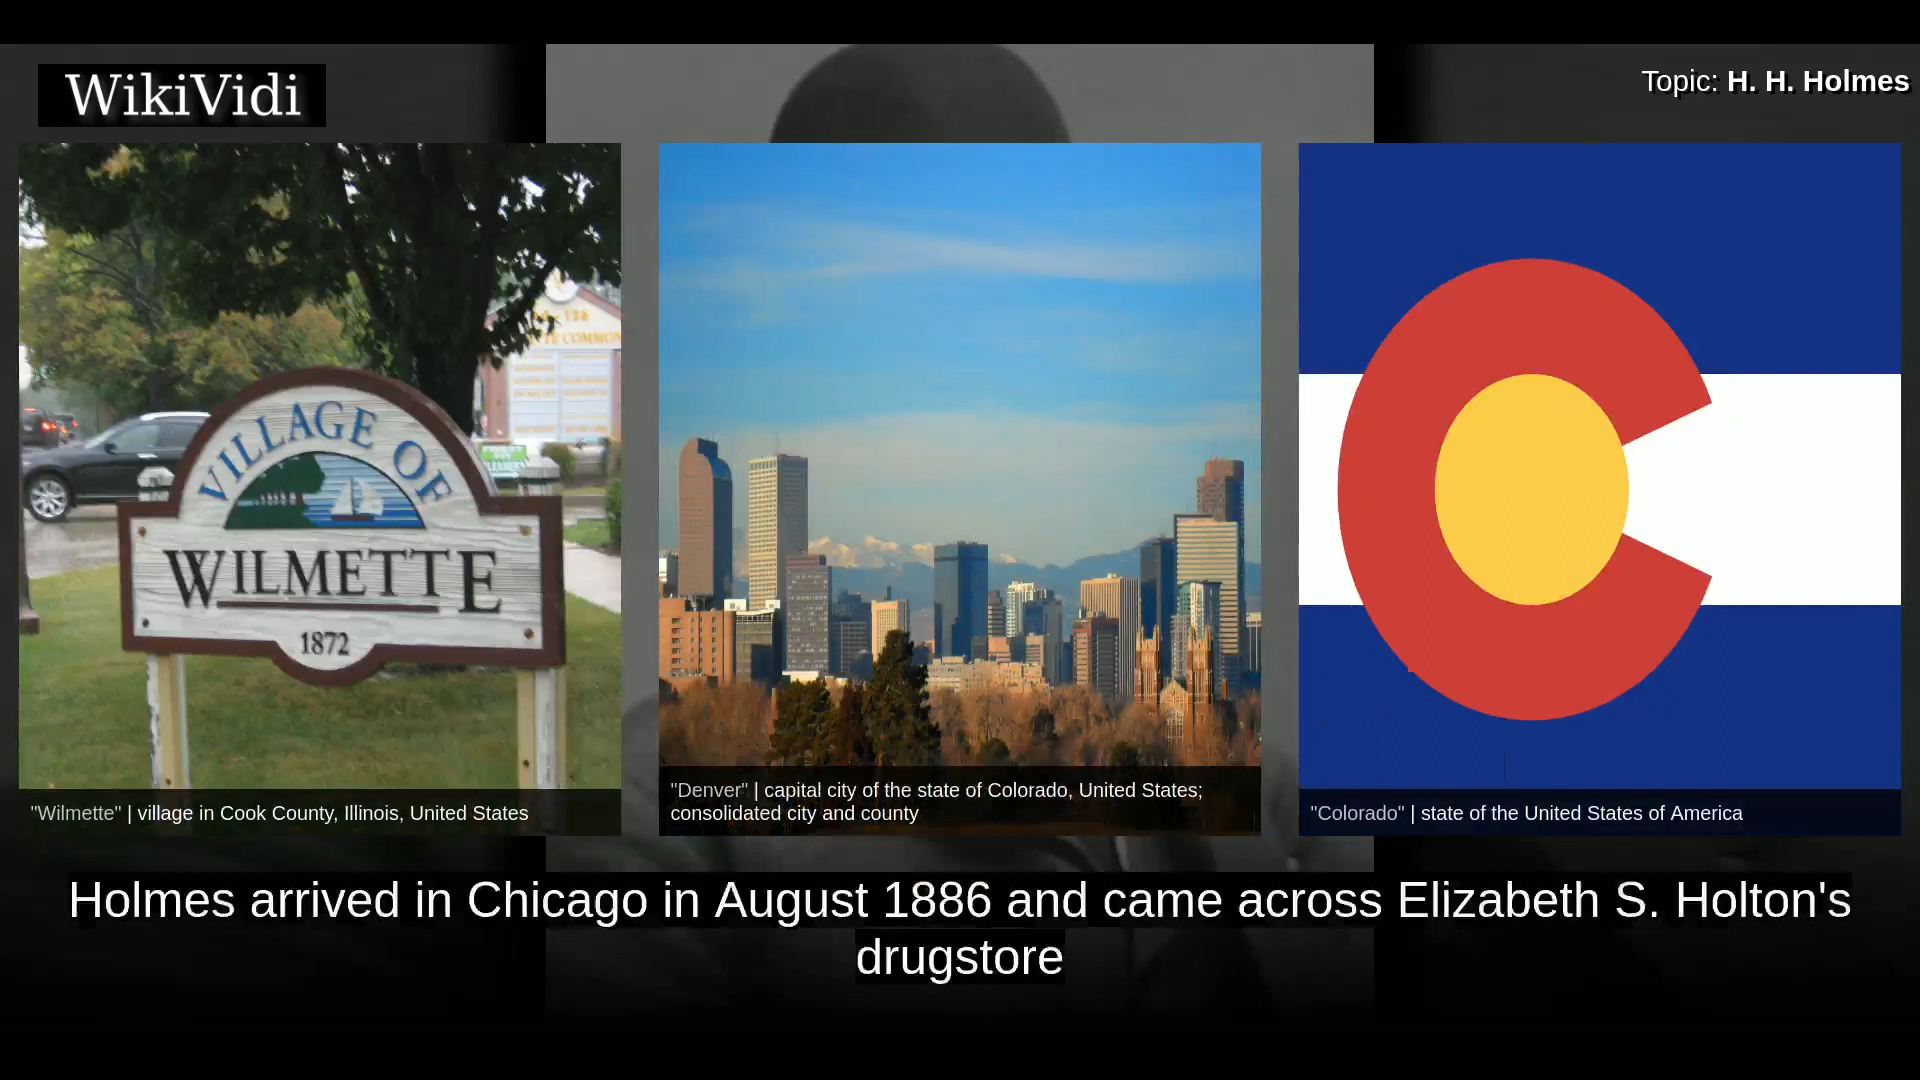 WikiVidi
Topic: H. H. Holmes
VILLAGE OF
WILMETTE
1872
"Wilmette" | village in Cook County, Illinois, United States
"Denver" | capital city of the state of Colorado, United States;
consolidated city and county
"Colorado" | state of the United States of America
Holmes arrived in Chicago in August 1886 and came across Elizabeth S. Holton's
drugstore